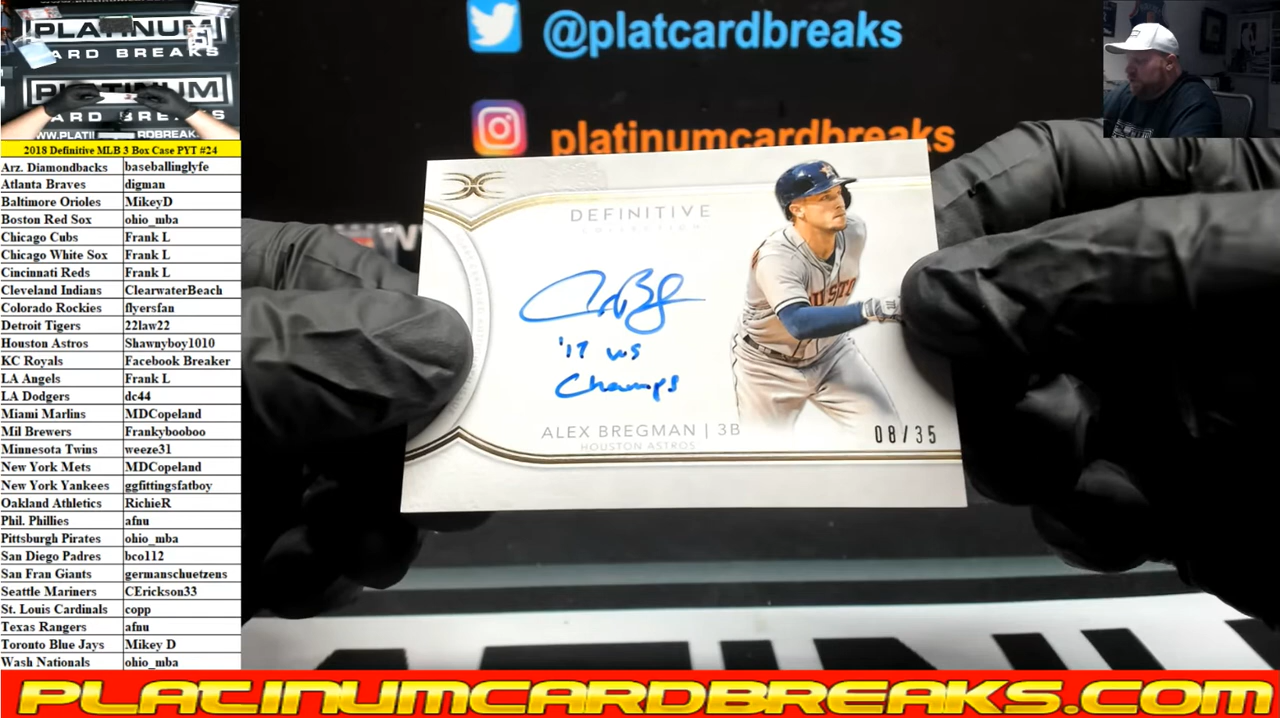 PLATINUM
CARD BREAKS
PLATINUM
WWW.PLATI
RDBREAK
2018 Definitive MLB 3 Box Case PYT #24
Arz. Diamondbacks baseballinglyfe
Atlanta Braves digman
Baltimore Orioles MikeyD
Boston Red Sox ohio_mba
Chicago Cubs Frank L
Chicago White Sox Frank L
Cincinnati Reds Frank L
Cleveland Indians ClearwaterBeach
Colorado Rockies flyersfan
Detroit Tigers 22law22
Houston Astros Shawnyboy1010
KC Royals Facebook Breaker
LA Angels Frank L
LA Dodgers dc44
Miami Marlins MDCopeland
Mil Brewers Frankybooboo
Minnesota Twins weeze31
New York Mets MDCopeland
New York Yankees ggfittingsfatboy
Oakland Athletics RichieR
Phil. Phillies afnu
Pittsburgh Pirates ohio_mba
San Diego Padres bco112
San Fran Giants germanschuetzens
Seattle Mariners CErickson33
St. Louis Cardinals copp
Texas Rangers afnu
Toronto Blue Jays Mikey D
Wash Nationals ohio_mba
@platcardbreaks
platinumcardbreaks
DEFINITIVE
COLLECTION
'17 WS
Champs
ALEX BREGMAN | 3B
HOUSTON ASTROS
08/35
PLATINUMCARDBREAKS.COM